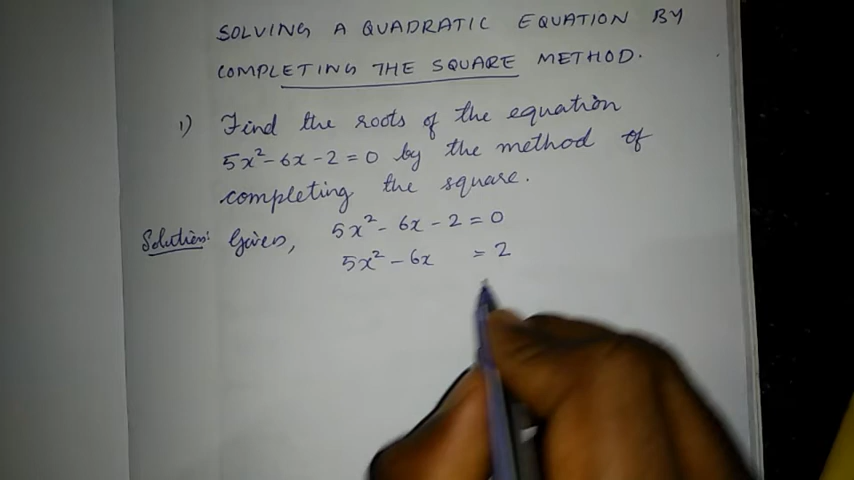 SOLVING A QUADRATIC EQUATION BY
COMPLETING THE SQUARE METHOD.
1) Find the roots of the equation
5x²-6x-2=0 by the method of
completing the square.
Solution: Given, 5x²-6x-2=0
5x²-6x =2